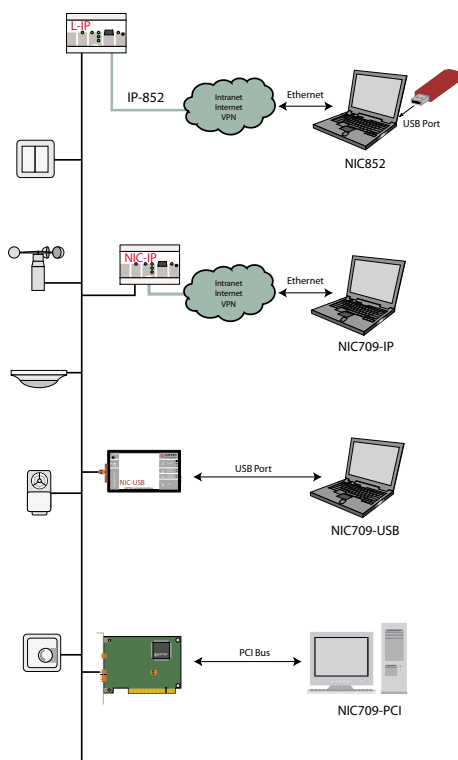 L-IP
IP-852
Intranet
Internet
VPN
Ethernet
USB Port
NIC852
NIC-IP
Intranet
Internet
VPN
Ethernet
NIC709-IP
NIC-USB
USB Port
NIC709-USB
PCI Bus
NIC709-PCI